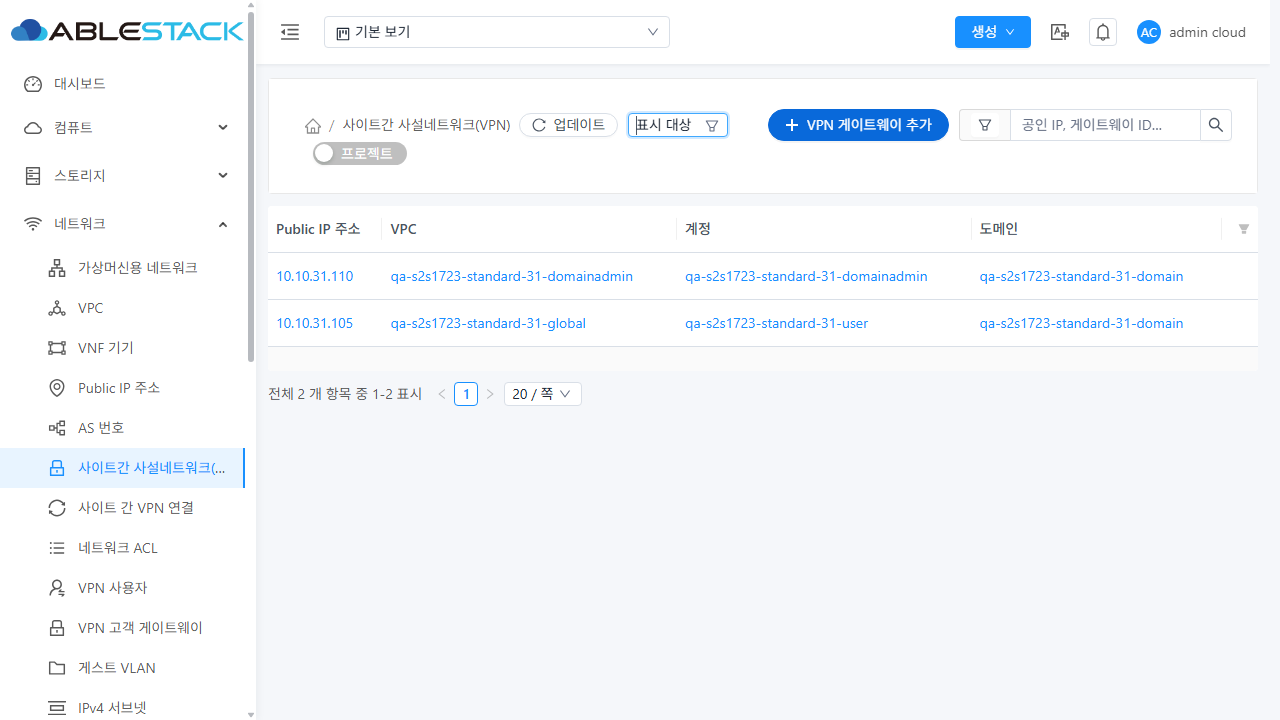 ABLESTACK
기본 보기
생성
AC
admin cloud
대시보드
컴퓨트
스토리지
네트워크
가상머신용 네트워크
VPC
VNF 기기
Public IP 주소
AS 번호
사이트간 사설네트워크(...
사이트 간 VPN 연결
네트워크 ACL
VPN 사용자
VPN 고객 게이트웨이
게스트 VLAN
IPv4 서브넷
/ 사이트간 사설네트워크(VPN)
업데이트
표시 대상
VPN 게이트웨이 추가
공인 IP, 게이트웨이 ID...
프로젝트
Public IP 주소 VPC 계정 도메인
10.10.31.110 qa-s2s1723-standard-31-domainadmin qa-s2s1723-standard-31-domainadmin qa-s2s1723-standard-31-domain
10.10.31.105 qa-s2s1723-standard-31-global qa-s2s1723-standard-31-user qa-s2s1723-standard-31-domain
전체 2 개 항목 중 1-2 표시 < 1 > 20 / 쪽